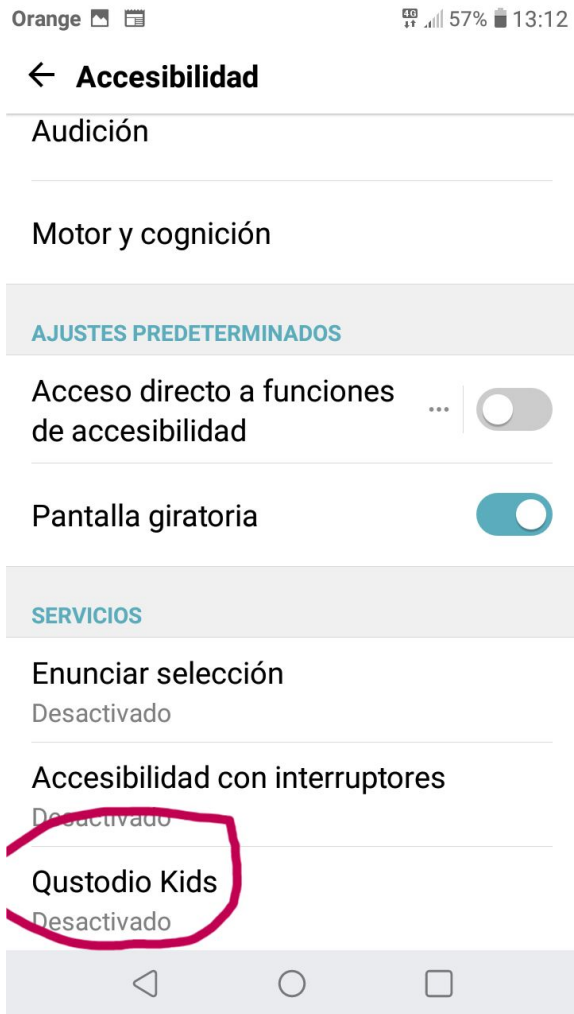 Orange 4G 57% 13:12
Accesibilidad
Audición
Motor y cognición
AJUSTES PREDETERMINADOS
Acceso directo a funciones
de accesibilidad
Pantalla giratoria
SERVICIOS
Enunciar selección
Desactivado
Accesibilidad con interruptores
Desactivado
Qustodio Kids
Desactivado